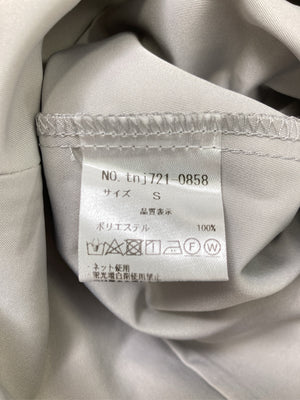 NO. tnj721-0858
サイズ S
品質表示
ポリエステル 100%
F W
・ネット使用
・蛍光増白剤使用禁止